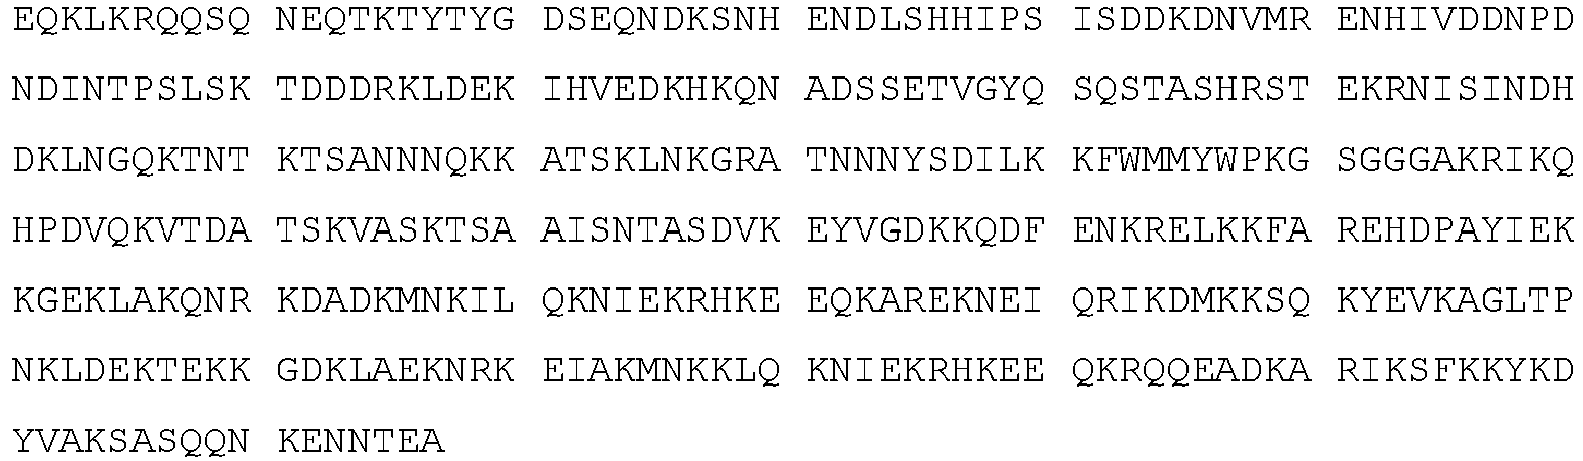 EQKLKRQQSQ NEQTKTYTYG DSEQNDKSNH ENDLSHHIPS ISDDKDNVMR ENHIVDDNPD
NDINTPSLSK TDDDRKLDEK IHVEDKHKQN ADSSETVGYQ SQSTASHRST EKRNISINDH
DKLNGQKTNT KTSANNNQKK ATSKLNKGRA TNNNYSDILK KFWMMYWPKG SGGGAKRIKQ
HPDVQKVTDA TSKVASKTSA AISNTASDVK EYVGDKKQDF ENKRELKKFA REHDPAYIEK
KGEKLAKQNR KDADKMNKIL QKNIEKRHKE EQKAREKNEI QRIKDMKKSQ KYEVKAGLTP
NKLDEKTEKK GDKLAEKNRK EIAKMNKKLQ KNIEKRHKEE QKRQQEADKA RIKSFKKYKD
YVAKSASQQN KENNTEA